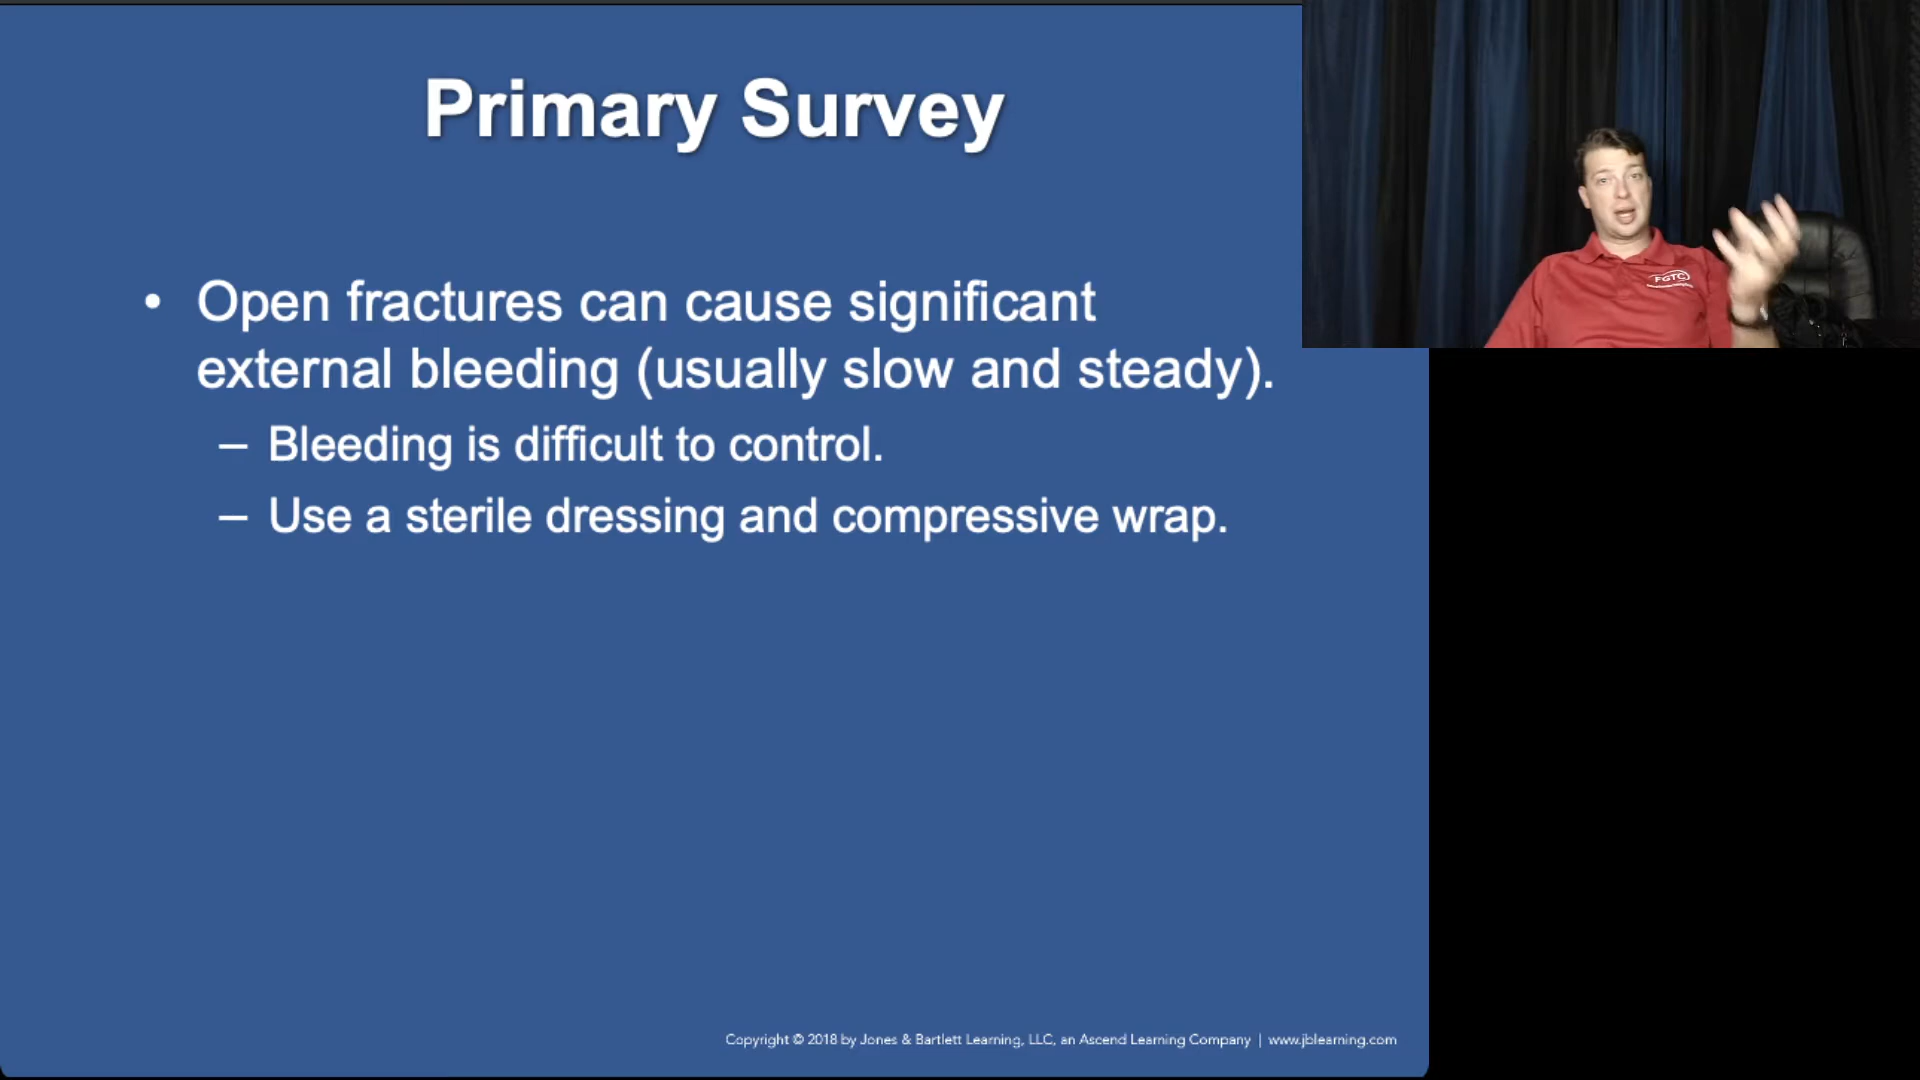 Primary Survey
• Open fractures can cause significant
external bleeding (usually slow and steady).
– Bleeding is difficult to control.
– Use a sterile dressing and compressive wrap.
FGTC
Copyright © 2018 by Jones & Bartlett Learning, LLC, an Ascend Learning Company | www.jblearning.com